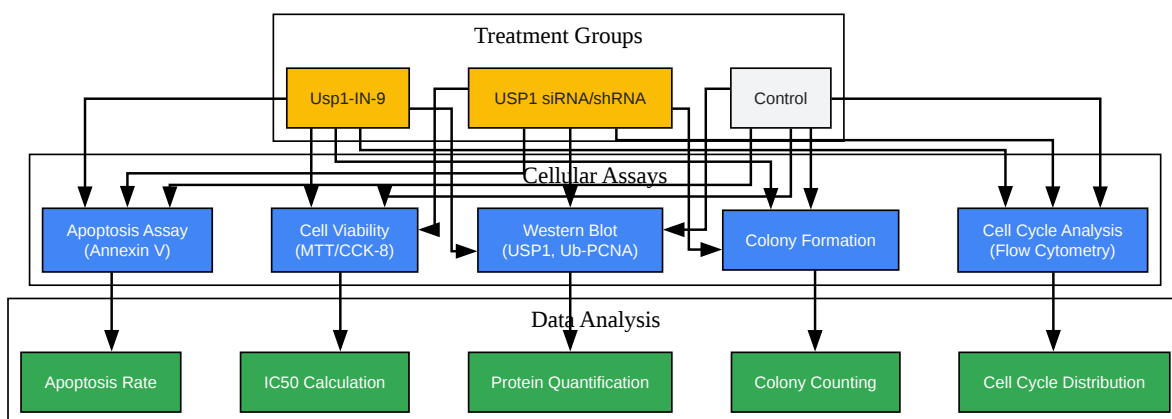 Treatment Groups
Usp1-IN-9
USP1 siRNA/shRNA
Control
Cellular Assays
Apoptosis Assay
(Annexin V)
Cell Viability
(MTT/CCK-8)
Western Blot
(USP1, Ub-PCNA)
Colony Formation
Cell Cycle Analysis
(Flow Cytometry)
Data Analysis
Apoptosis Rate
IC50 Calculation
Protein Quantification
Colony Counting
Cell Cycle Distribution